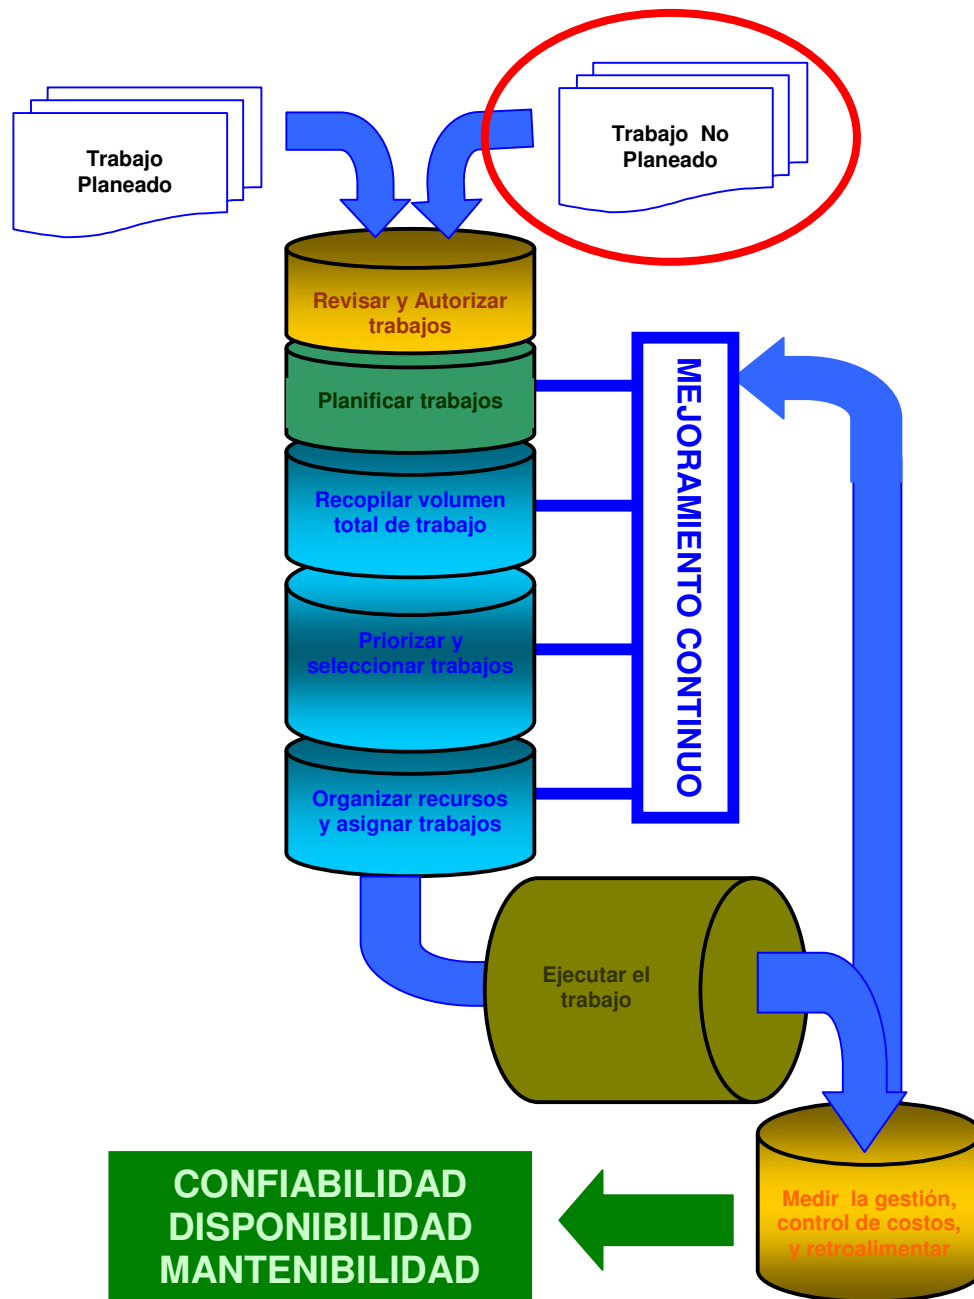 Trabajo
Planeado
Trabajo No
Planeado
Revisar y Autorizar
trabajos
Planificar trabajos
Recopilar volumen
total de trabajo
Priorizar y
seleccionar trabajos
Organizar recursos
y asignar trabajos
MEJORAMIENTO CONTINUO
Ejecutar el
trabajo
Medir la gestión,
control de costos,
y retroalimentar
CONFIABILIDAD
DISPONIBILIDAD
MANTENIBILIDAD